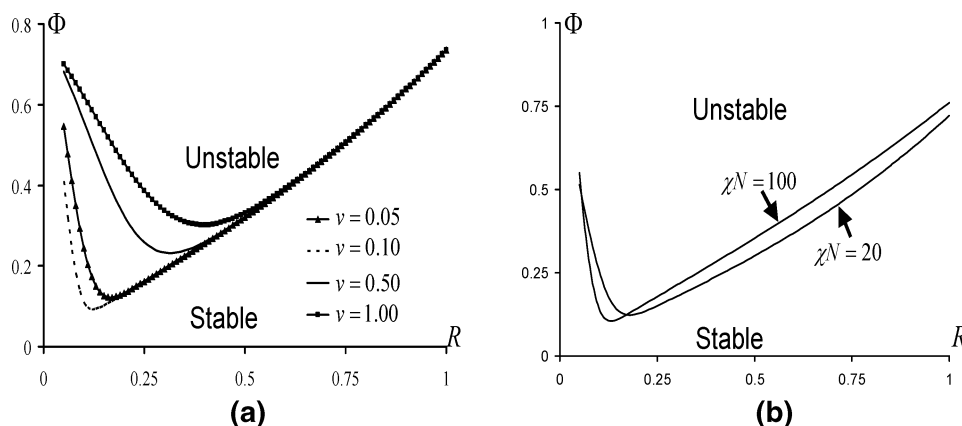 0.8
Φ
0.6
0.4
0.2
0
0
0.25
0.5
0.75
1
R
Unstable
Stable
v = 0.05
v = 0.10
v = 0.50
v = 1.00
(a)
1
Φ
0.75
0.5
0.25
0
0
0.25
0.5
0.75
1
R
Unstable
χN = 100
χN = 20
Stable
(b)